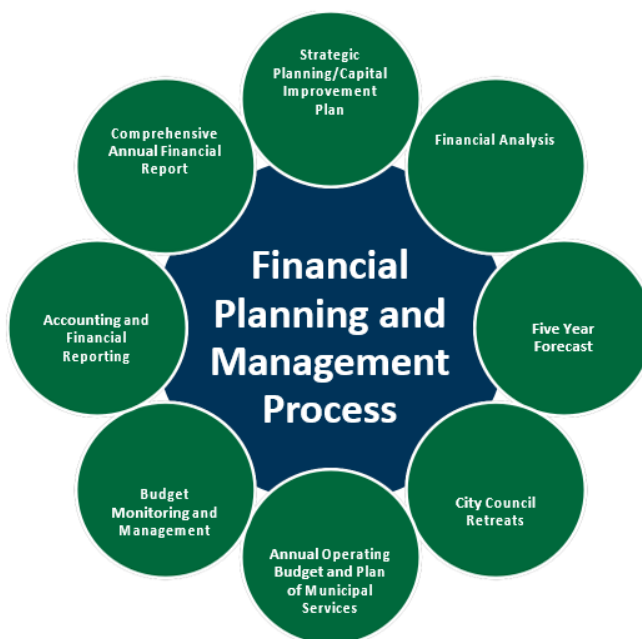 Strategic
Planning/Capital
Improvement
Plan
Financial Analysis
Five Year
Forecast
City Council
Retreats
Annual Operating
Budget and Plan
of Municipal
Services
Budget
Monitoring and
Management
Accounting and
Financial
Reporting
Comprehensive
Annual Financial
Report
Financial
Planning and
Management
Process